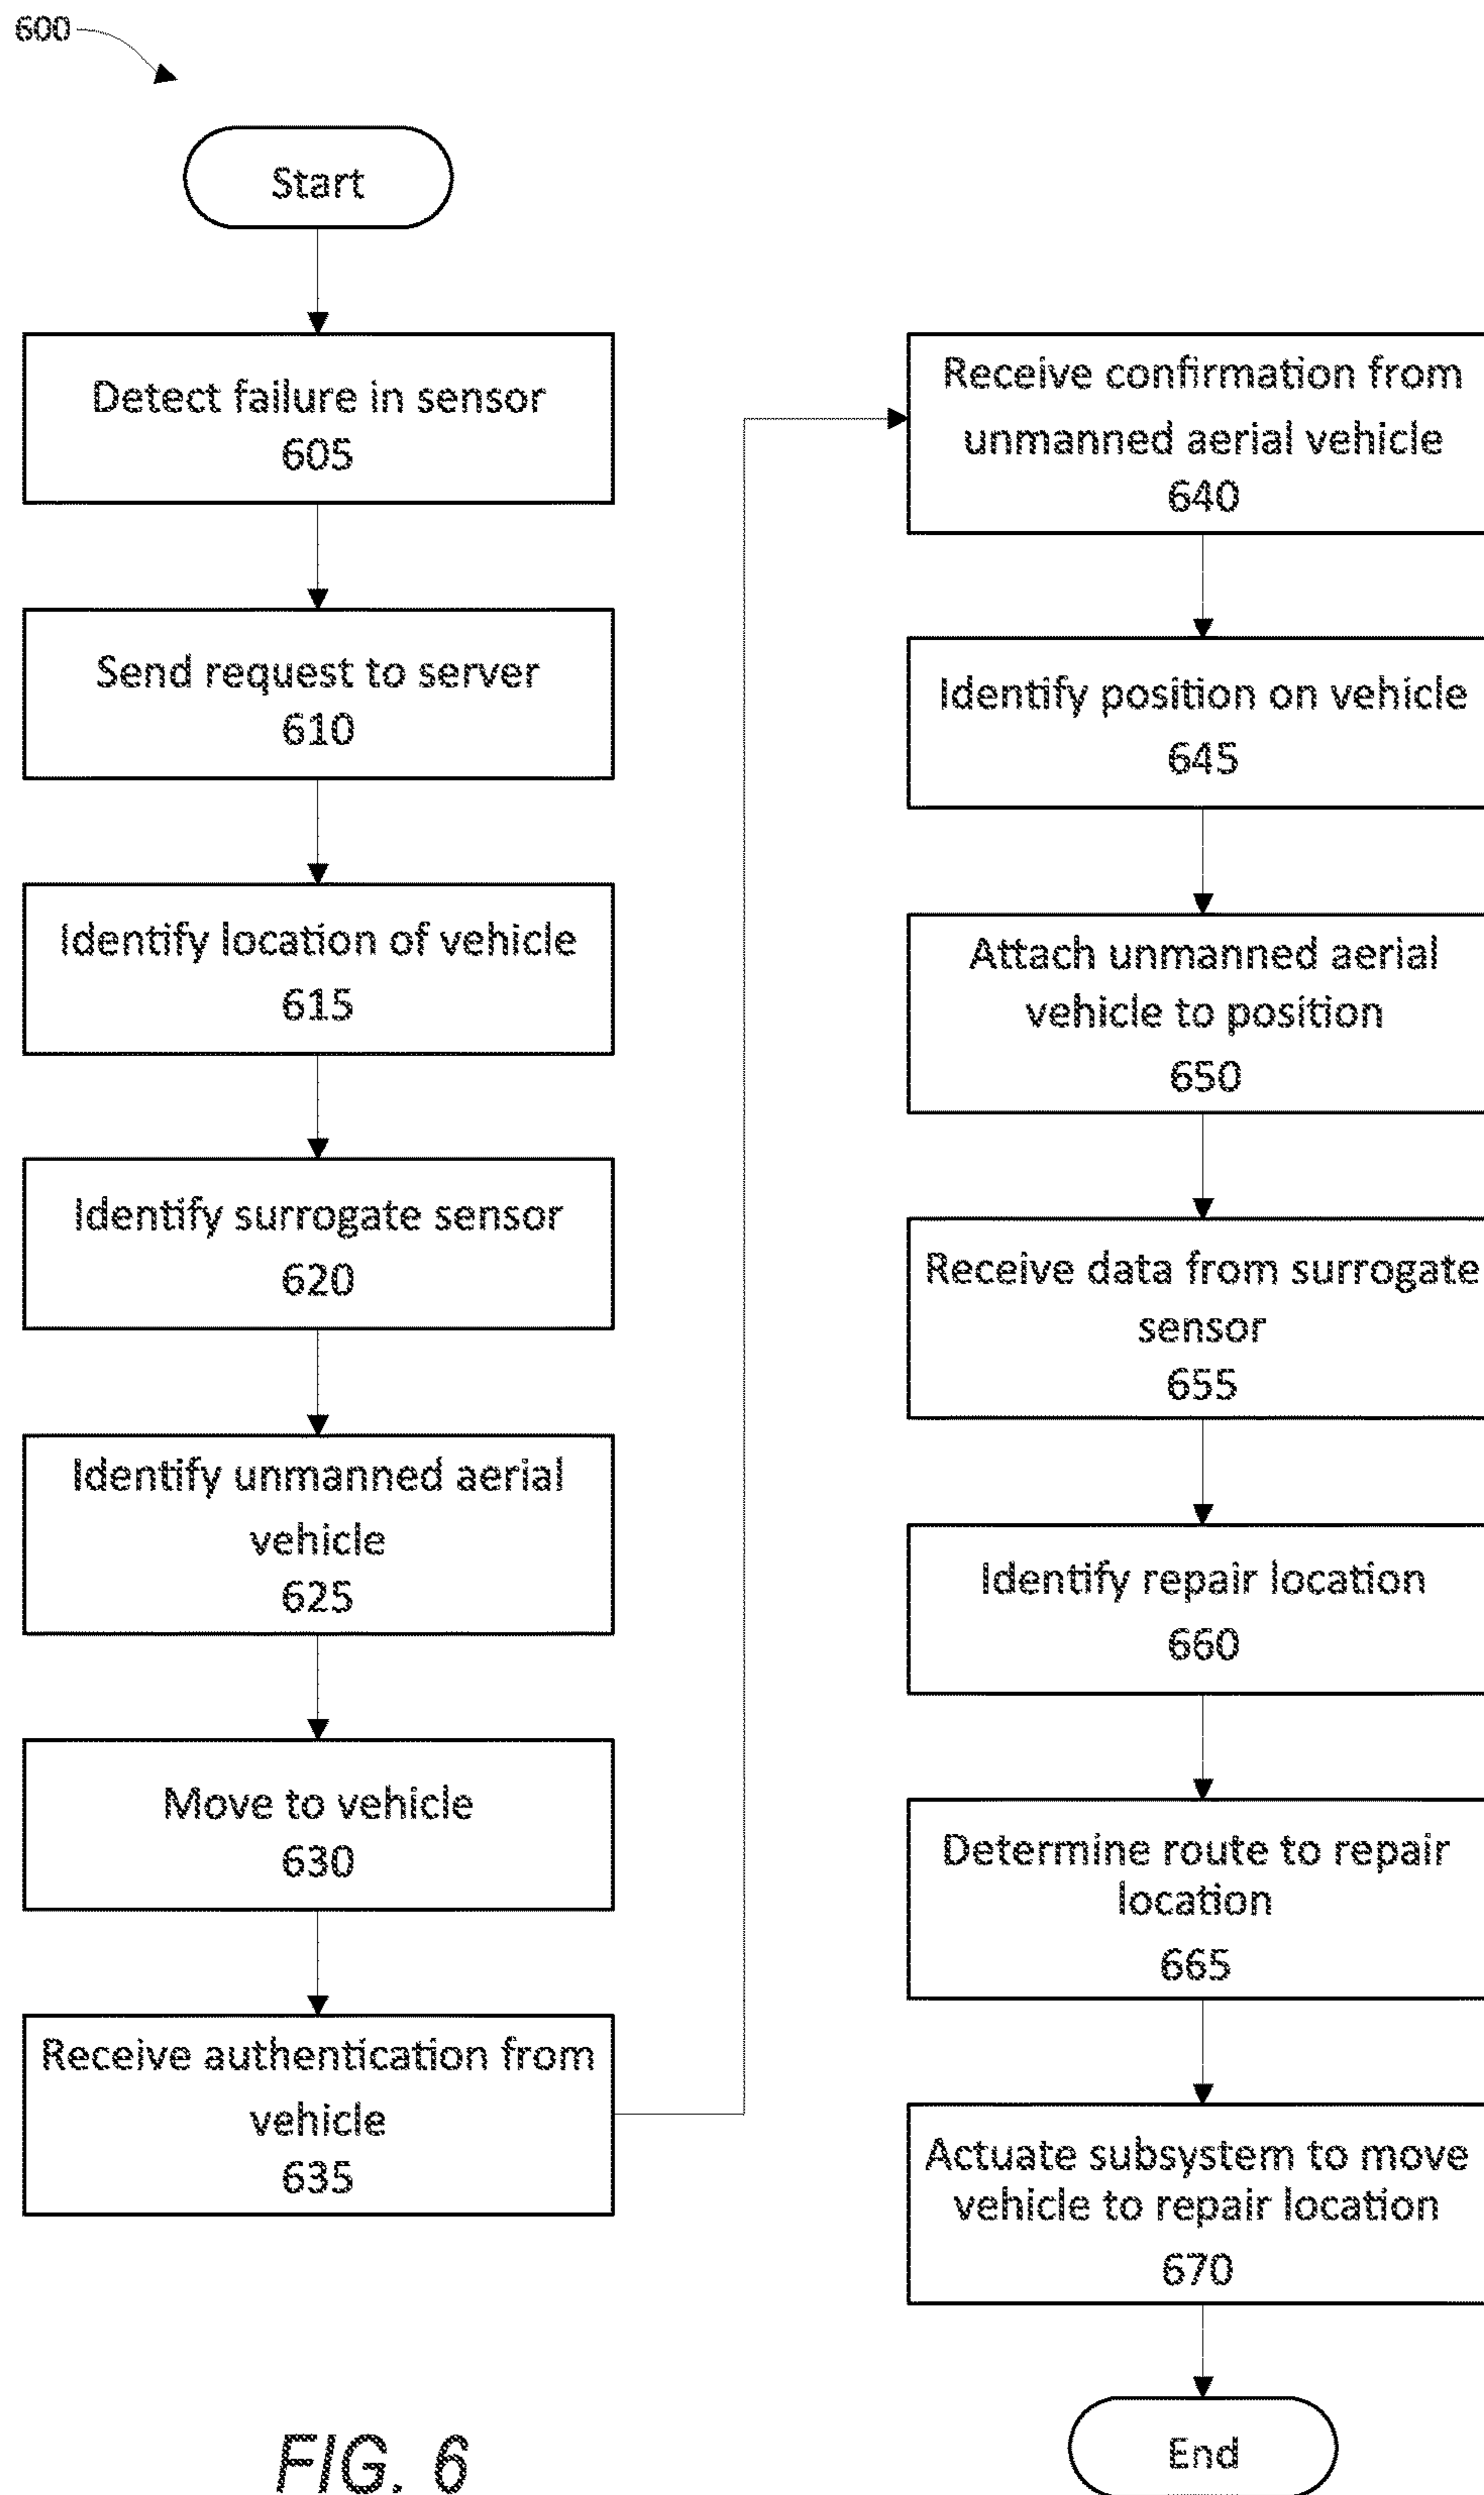 600
Start
Detect failure in sensor
605
Send request to server
610
Identify location of vehicle
615
Identify surrogate sensor
620
Identify unmanned aerial
vehicle
625
Move to vehicle
630
Receive authentication from
vehicle
635
Receive confirmation from
unmanned aerial vehicle
640
Identify position on vehicle
645
Attach unmanned aerial
vehicle to position
650
Receive data from surrogate
sensor
655
Identify repair location
660
Determine route to repair
location
665
Actuate subsystem to move
vehicle to repair location
670
End
FIG. 6